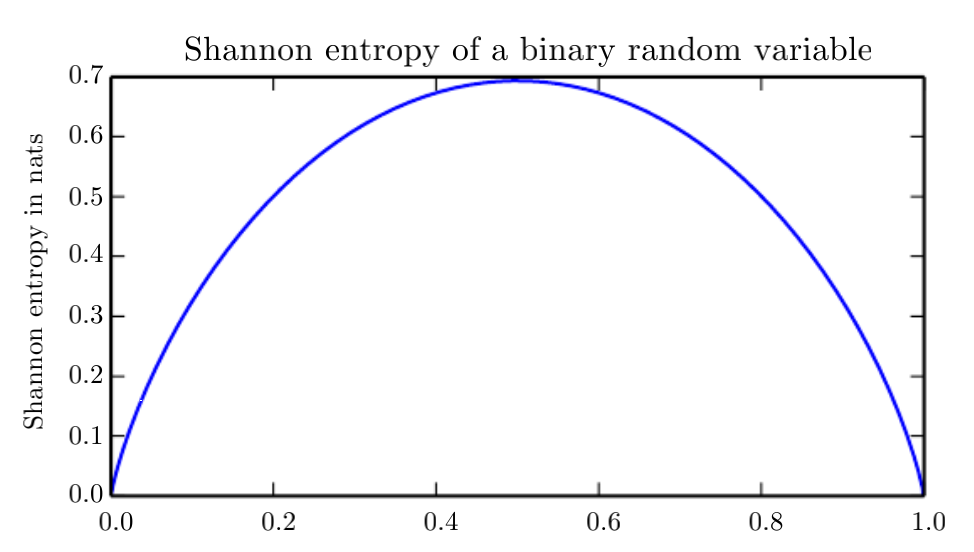 Shannon entropy of a binary random variable
Shannon entropy in nats
0.7
0.6
0.5
0.4
0.3
0.2
0.1
0.0
0.0 0.2 0.4 0.6 0.8 1.0